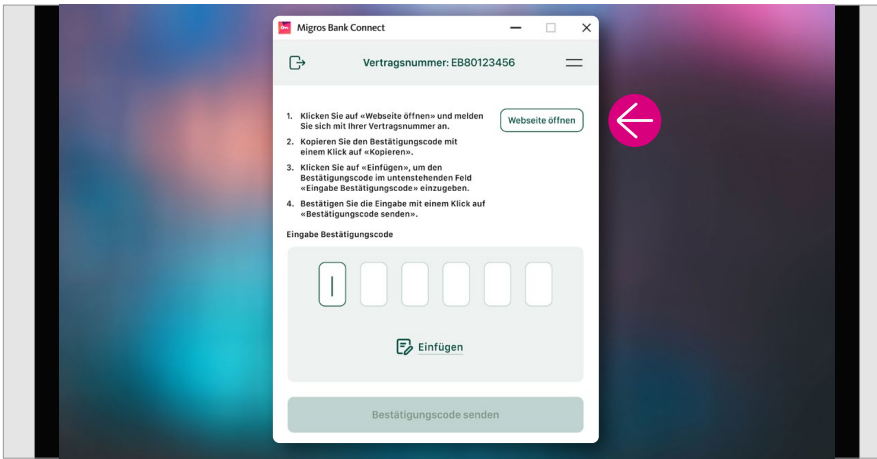 Migros Bank Connect
Vertragsnummer: EB80123456
1. Klicken Sie auf «Webseite öffnen» und melden
Sie sich mit Ihrer Vertragsnummer an.
Webseite öffnen
2. Kopieren Sie den Bestätigungscode mit
einem Klick auf «Kopieren».
3. Klicken Sie auf «Einfügen», um den
Bestätigungscode im untenstehenden Feld
«Eingabe Bestätigungscode» einzugeben.
4. Bestätigen Sie die Eingabe mit einem Klick auf
«Bestätigungscode senden».
Eingabe Bestätigungscode
Einfügen
Bestätigungscode senden